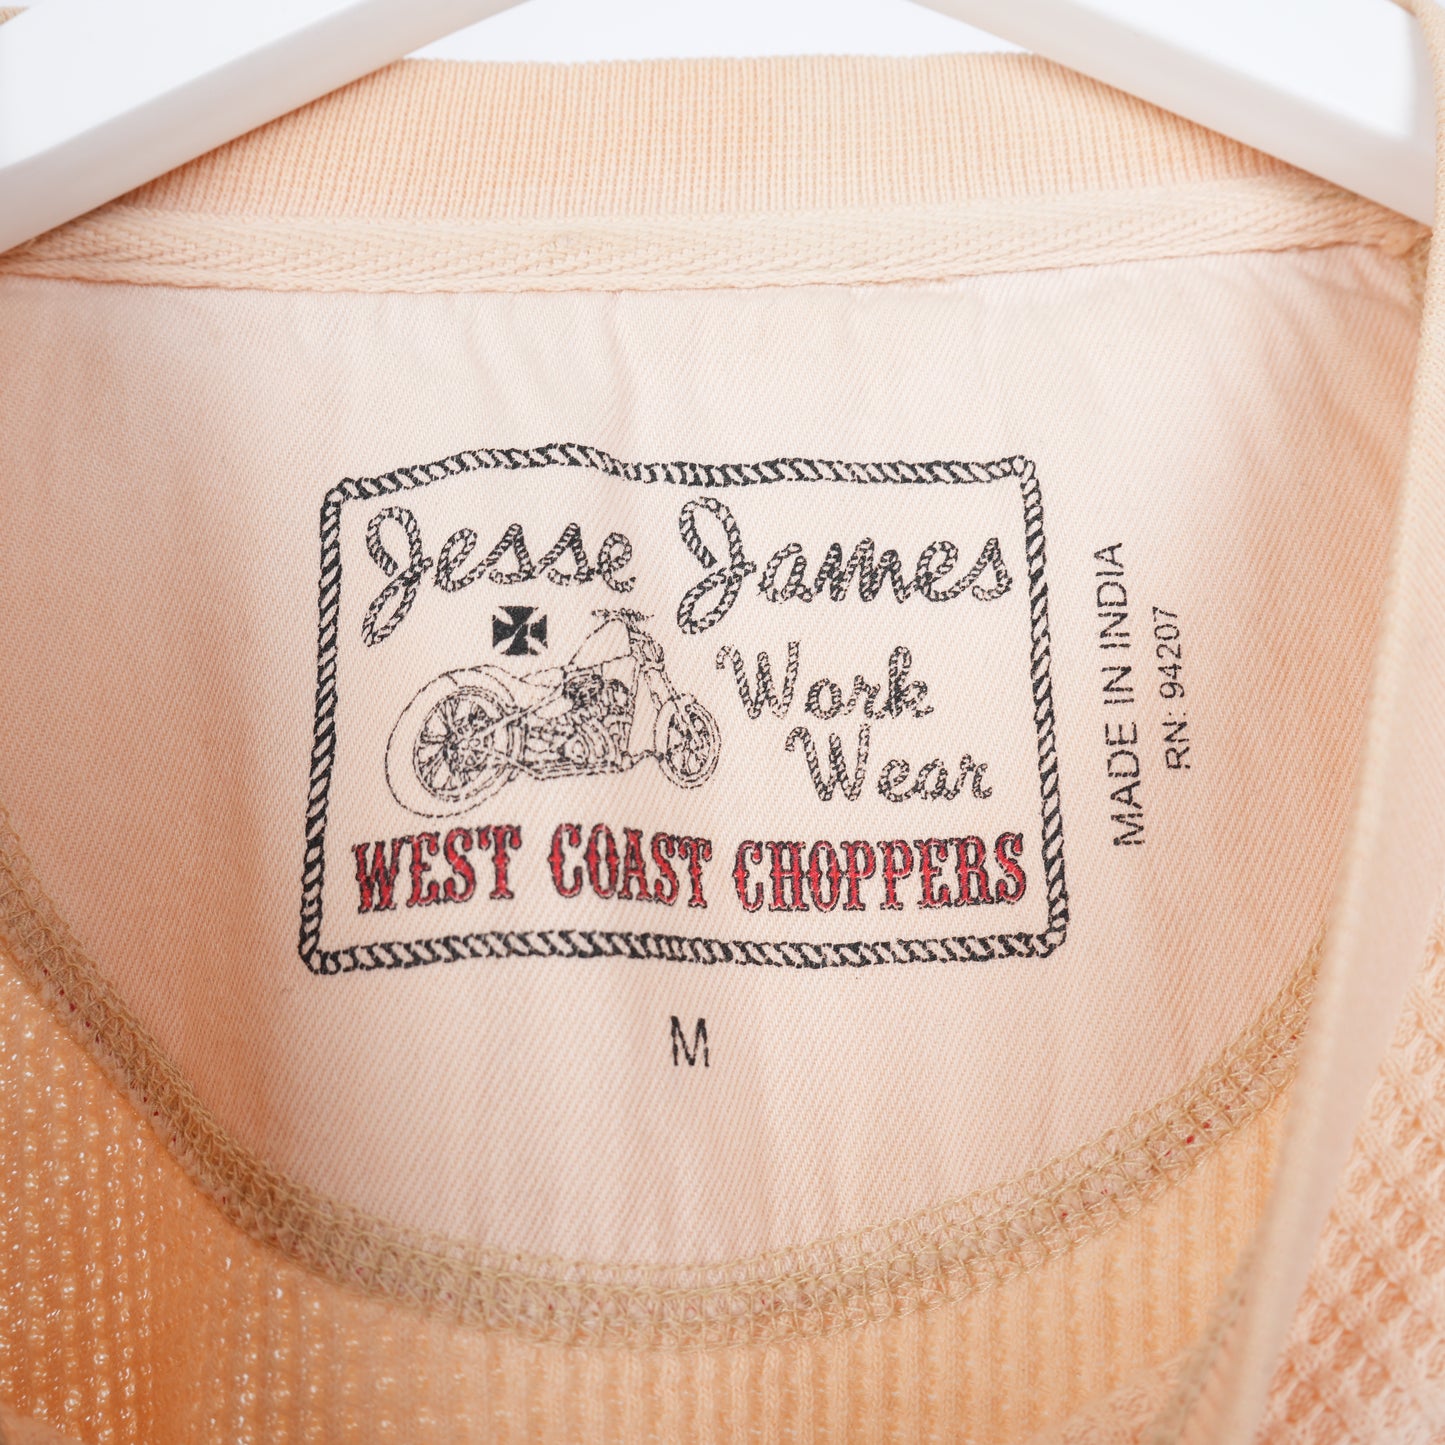 Jesse James
Work
Wear
WEST COAST CHOPPERS
M
MADE IN INDIA
RN: 94207